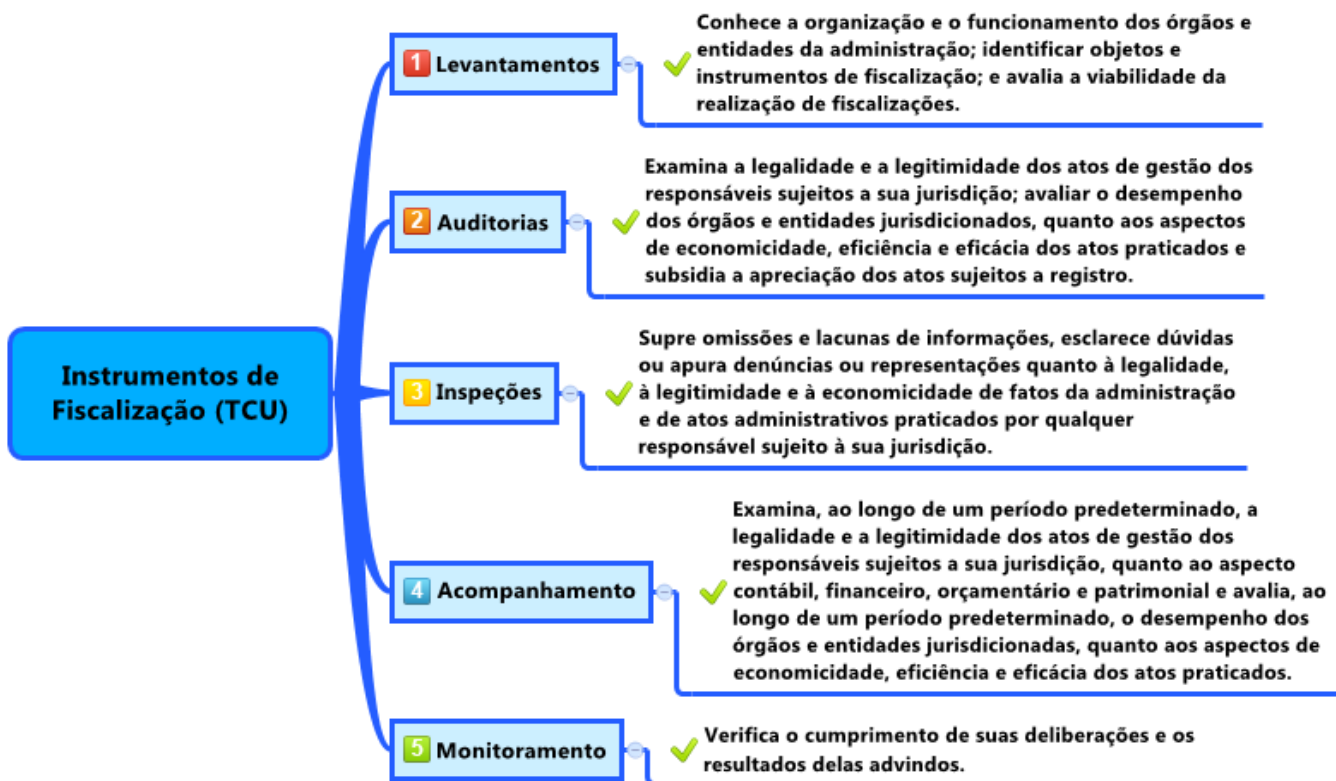 Instrumentos de
Fiscalização (TCU)
1 Levantamentos
Conhece a organização e o funcionamento dos órgãos e
entidades da administração; identificar objetos e
instrumentos de fiscalização; e avalia a viabilidade da
realização de fiscalizações.
2 Auditorias
Examina a legalidade e a legitimidade dos atos de gestão dos
responsáveis sujeitos a sua jurisdição; avaliar o desempenho
dos órgãos e entidades jurisdicionados, quanto aos aspectos
de economicidade, eficiência e eficácia dos atos praticados e
subsidia a apreciação dos atos sujeitos a registro.
3 Inspeções
Supre omissões e lacunas de informações, esclarece dúvidas
ou apura denúncias ou representações quanto à legalidade,
à legitimidade e à economicidade de fatos da administração
e de atos administrativos praticados por qualquer
responsável sujeito à sua jurisdição.
4 Acompanhamento
Examina, ao longo de um período predeterminado, a
legalidade e a legitimidade dos atos de gestão dos
responsáveis sujeitos a sua jurisdição, quanto ao aspecto
contábil, financeiro, orçamentário e patrimonial e avalia, ao
longo de um período predeterminado, o desempenho dos
órgãos e entidades jurisdicionadas, quanto aos aspectos de
economicidade, eficiência e eficácia dos atos praticados.
5 Monitoramento
Verifica o cumprimento de suas deliberações e os
resultados delas advindos.